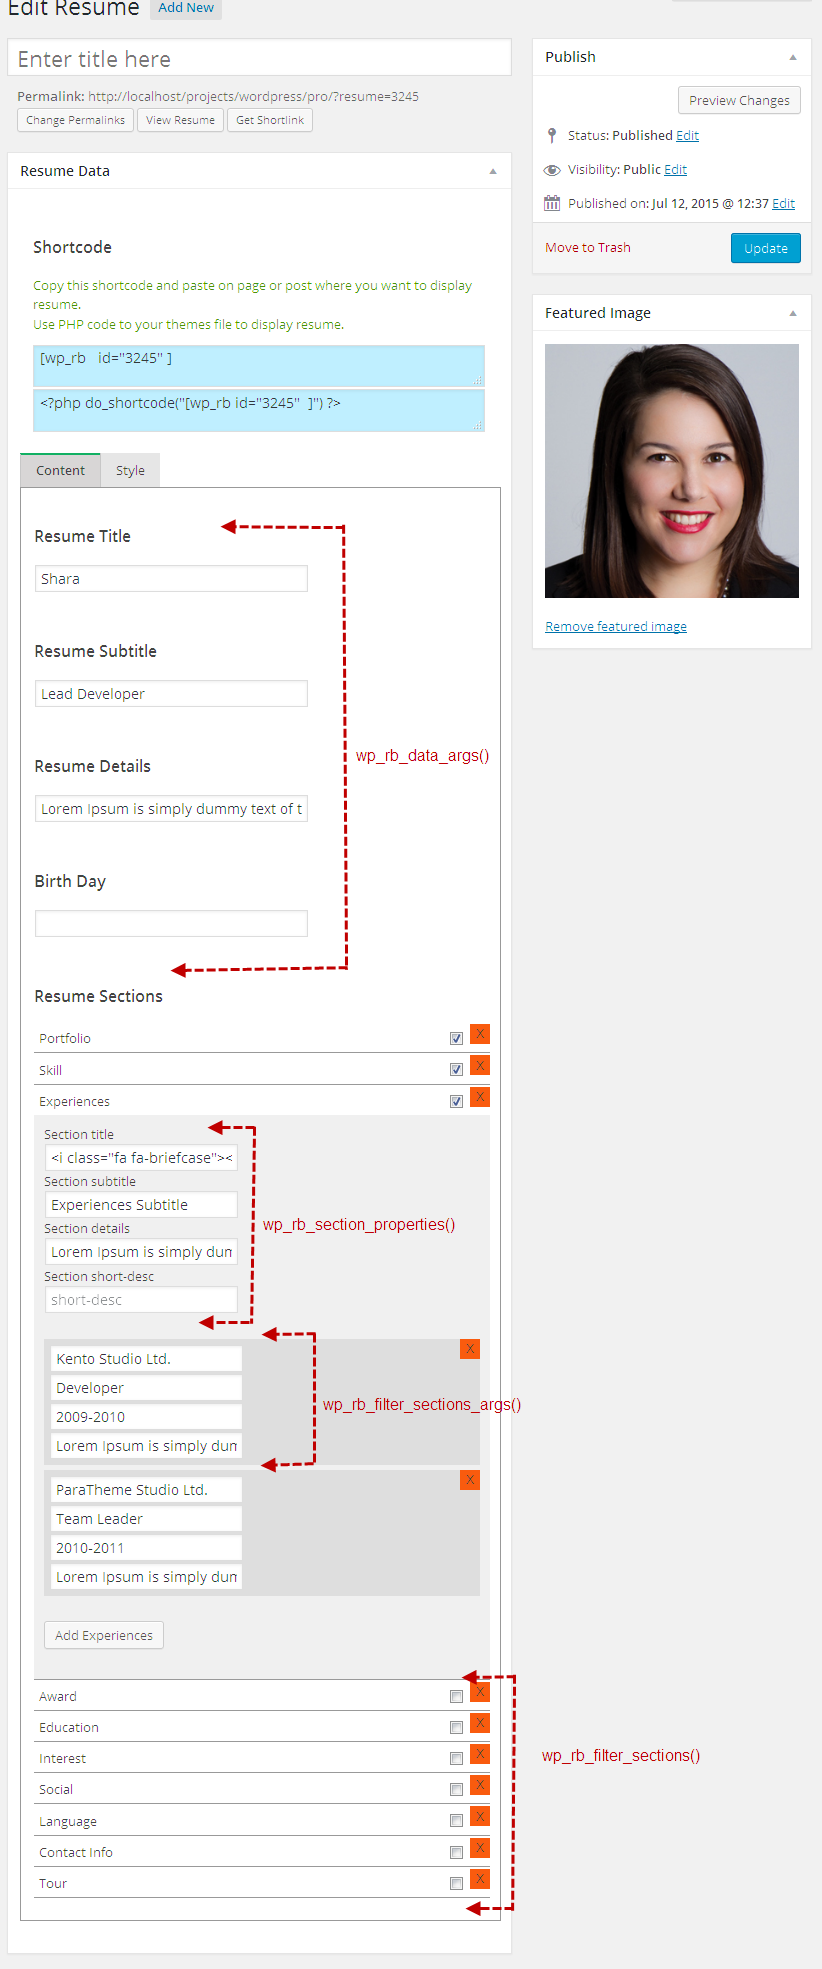 Edit Resume Add New
Enter title here
Permalink: http://localhost/projects/wordpress/pro/?resume=3245
Change Permalinks View Resume Get Shortlink
Resume Data
Shortcode
Copy this shortcode and paste on page or post where you want to display
resume.
Use PHP code to your themes file to display resume.
[wp_rb   id="3245" ]
<?php do_shortcode("[wp_rb id="3245"  ]") ?>
Content Style
Resume Title
Shara
Resume Subtitle
Lead Developer
wp_rb_data_args()
Resume Details
Lorem Ipsum is simply dummy text of t
Birth Day
Resume Sections
Portfolio X
Skill X
Experiences X
Section title
<i class="fa fa-briefcase"><
Section subtitle
Experiences Subtitle
wp_rb_section_properties()
Section details
Lorem Ipsum is simply dun
Section short-desc
short-desc
X
Kento Studio Ltd.
Developer
wp_rb_filter_sections_args()
2009-2010
Lorem Ipsum is simply dun
X
ParaTheme Studio Ltd.
Team Leader
2010-2011
Lorem Ipsum is simply dun
Add Experiences
Award X
Education X
wp_rb_filter_sections()
Interest X
Social X
Language X
Contact Info X
Tour X
Publish
Preview Changes
Status: Published Edit
Visibility: Public Edit
Published on: Jul 12, 2015 @ 12:37 Edit
Move to Trash Update
Featured Image
Remove featured image